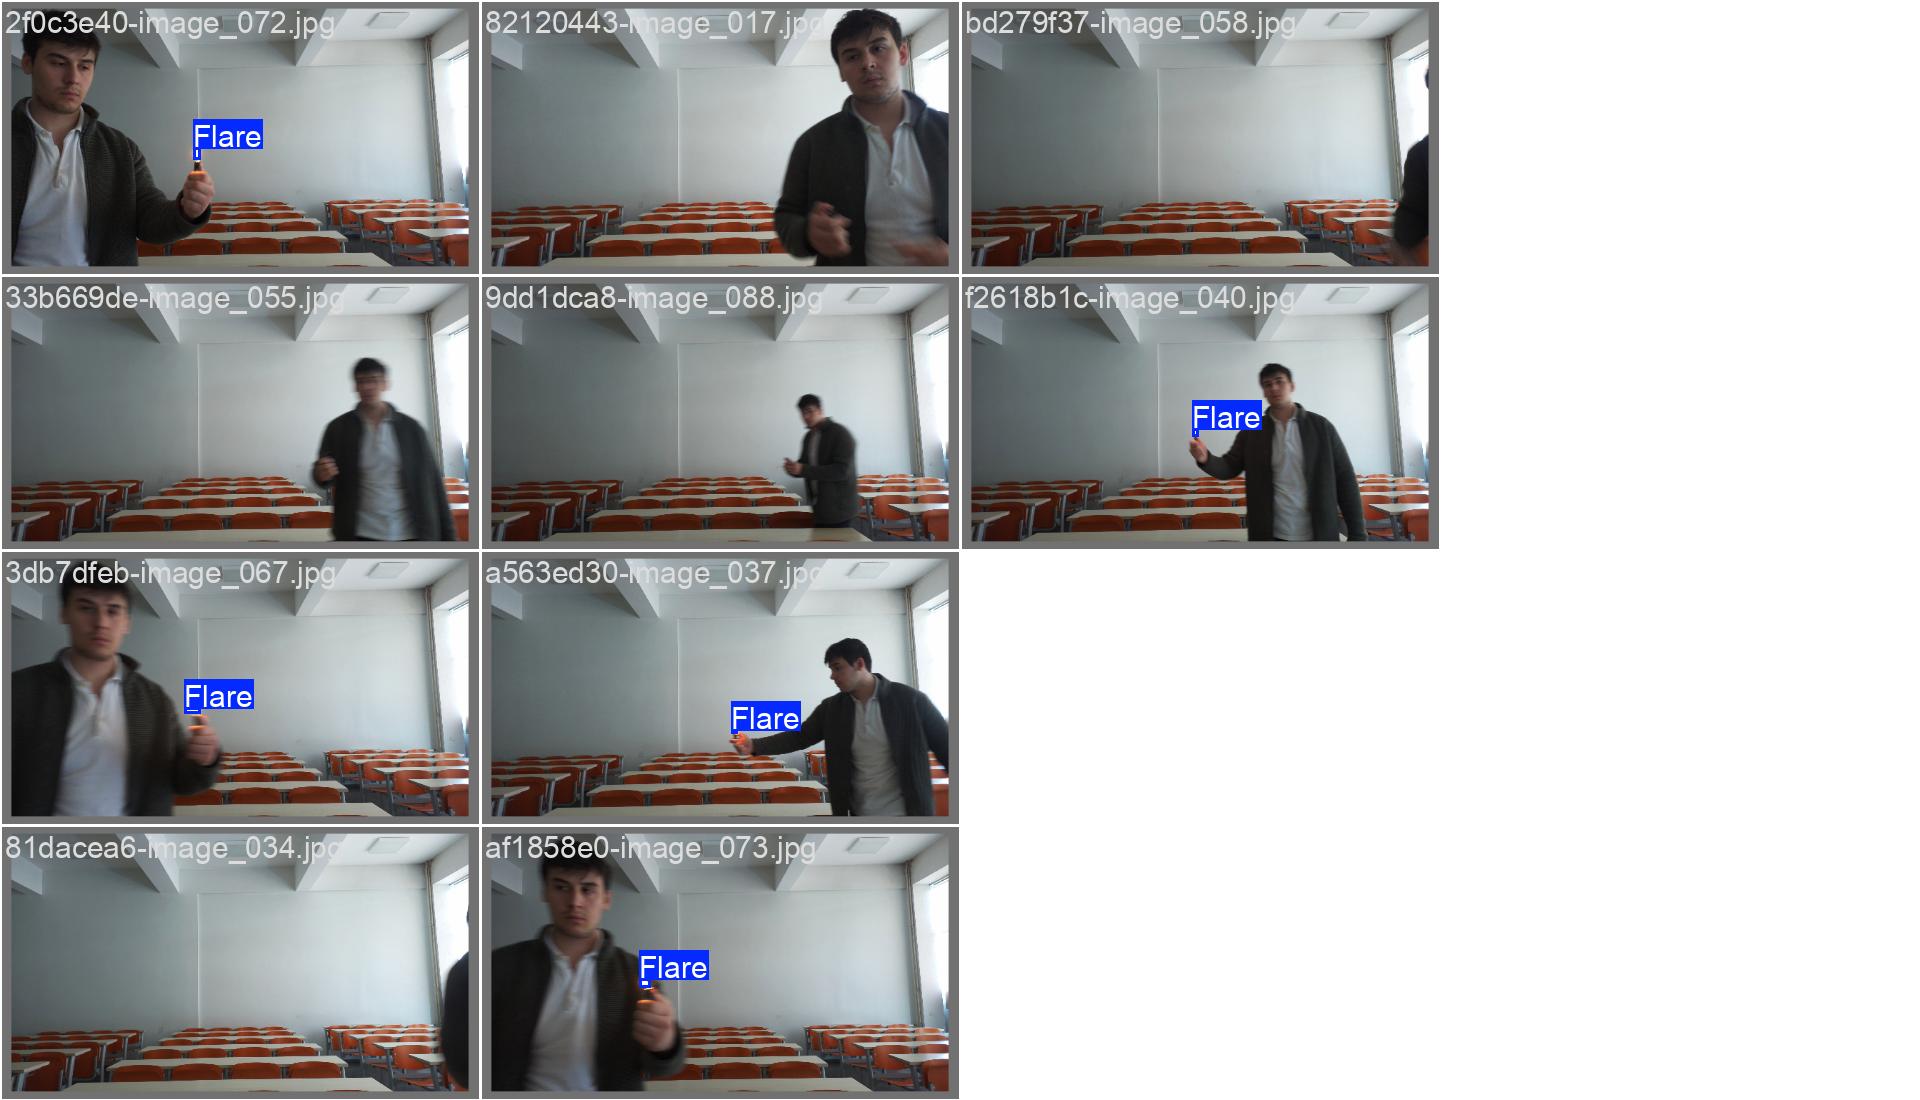 2f0c3e40-image_072.jpg
82120443-image_017.jpg
bd279f37-image_058.jpg
Flare
33b669de-image_055.jpg
9dd1dca8-image_088.jpg
f2618b1c-image_040.jpg
Flare
3db7dfeb-image_067.jpg
a563ed30-image_037.jpg
Flare
Flare
81dacea6-image_034.jpg
af1858e0-image_073.jpg
Flare